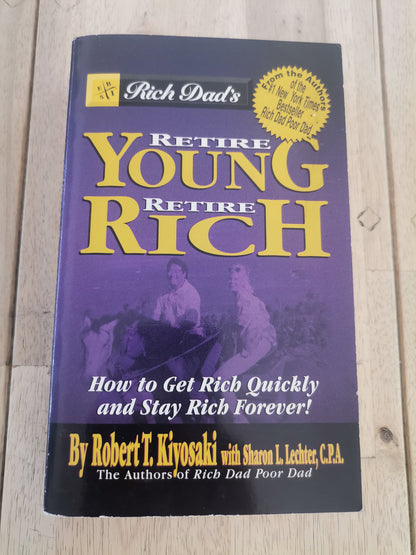 E B
S T
Rich Dad's
From the Authors
of the
#1 New York Times
Bestseller
Rich Dad Poor Dad
RETIRE
YOUNG
RETIRE
RICH
How to Get Rich Quickly
and Stay Rich Forever!
By Robert T. Kiyosaki with Sharon L. Lechter, C.P.A.
The Authors of Rich Dad Poor Dad